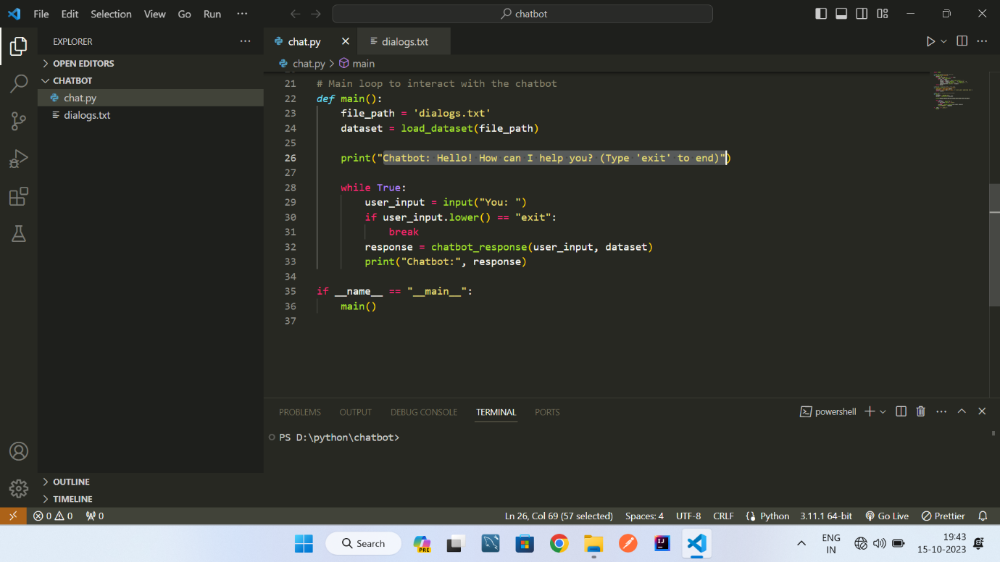 File Edit Selection View Go Run ··· chatbot
EXPLORER
OPEN EDITORS
CHATBOT
chat.py
dialogs.txt
OUTLINE
TIMELINE
chat.py dialogs.txt
chat.py > main
21 # Main loop to interact with the chatbot
22 def main():
23 file_path = 'dialogs.txt'
24 dataset = load_dataset(file_path)
25
26 print("Chatbot: Hello! How can I help you? (Type 'exit' to end)")
27
28 while True:
29 user_input = input("You: ")
30 if user_input.lower() == "exit":
31 break
32 response = chatbot_response(user_input, dataset)
33 print("Chatbot:", response)
34
35 if __name__ == "__main__":
36 main()
37
PROBLEMS OUTPUT DEBUG CONSOLE TERMINAL PORTS powershell
PS D:\python\chatbot>
0 0 0 Ln 26, Col 69 (57 selected) Spaces: 4 UTF-8 CRLF Python 3.11.1 64-bit Go Live Prettier
Search PRE IJ ENG IN 19:43 15-10-2023